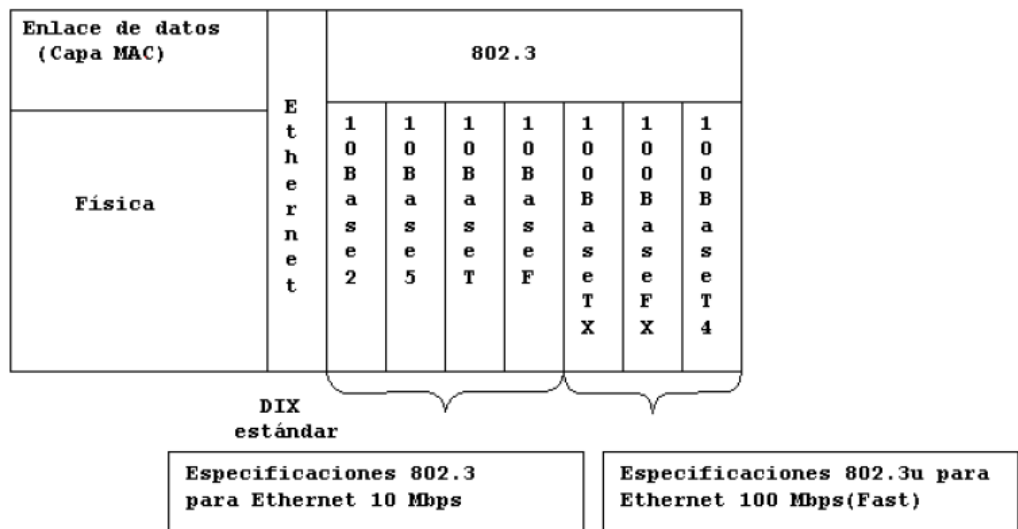 Enlace de datos
(Capa MAC)
802.3
Ethernet
Física
10Base2
10Base5
10BaseT
10BaseF
100BaseTX
100BaseFX
100BaseT4
DIX
estándar
Especificaciones 802.3
para Ethernet 10 Mbps
Especificaciones 802.3u para
Ethernet 100 Mbps(Fast)